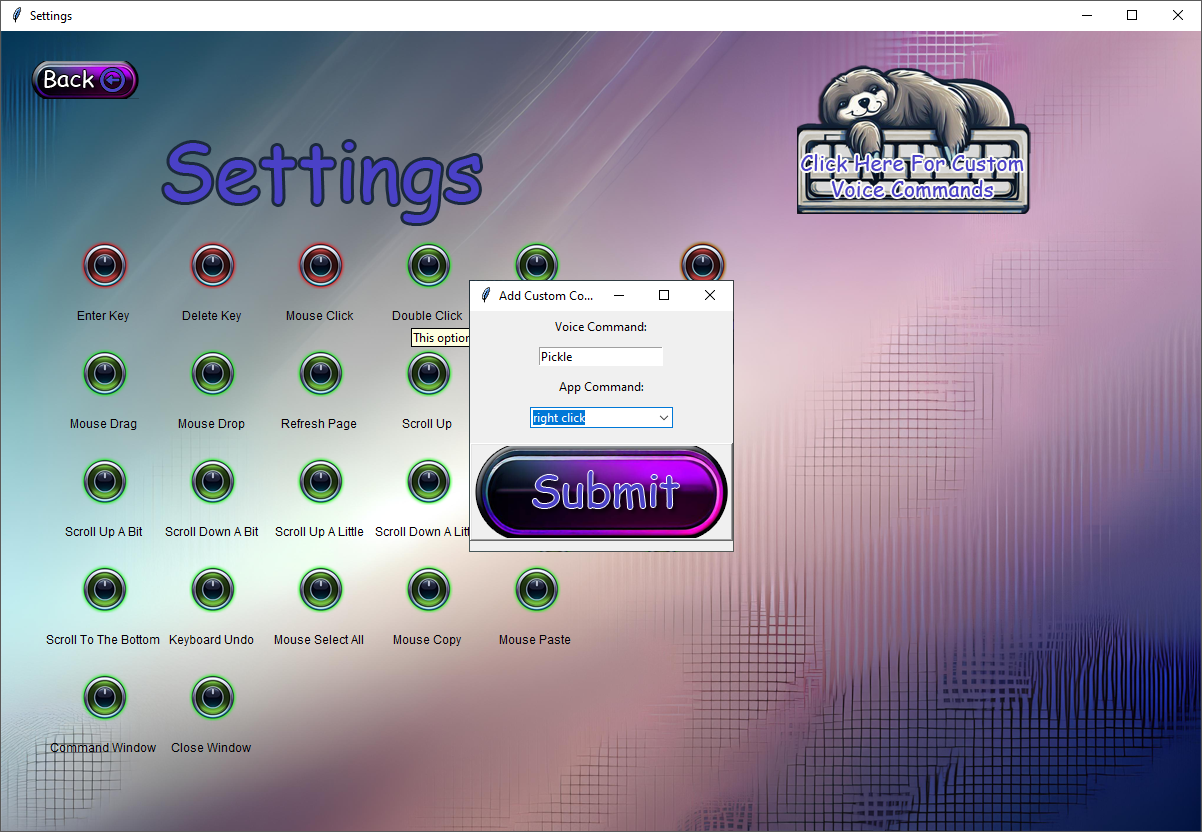 Settings
Back
Click Here For Custom
Voice Commands
Settings
Enter Key
Delete Key
Mouse Click
Double Click
This option
Add Custom Co...
Voice Command:
Pickle
App Command:
right click
Submit
Mouse Drag
Mouse Drop
Refresh Page
Scroll Up
Scroll Up A Bit
Scroll Down A Bit
Scroll Up A Little
Scroll Down A Litt
Scroll To The Bottom
Keyboard Undo
Mouse Select All
Mouse Copy
Mouse Paste
Command Window
Close Window